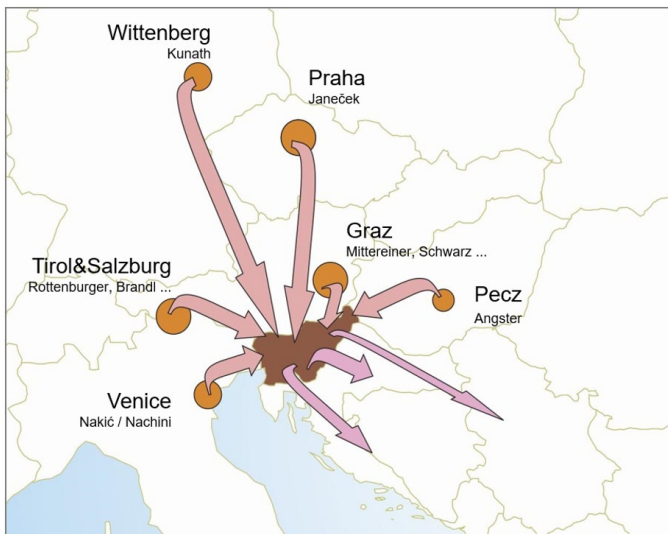 Wittenberg
Kunath
Praha
Janeček
Graz
Mittereiner, Schwarz ...
Tirol&Salzburg
Rottenburger, Brandl ...
Pecz
Angster
Venice
Nakić / Nachini